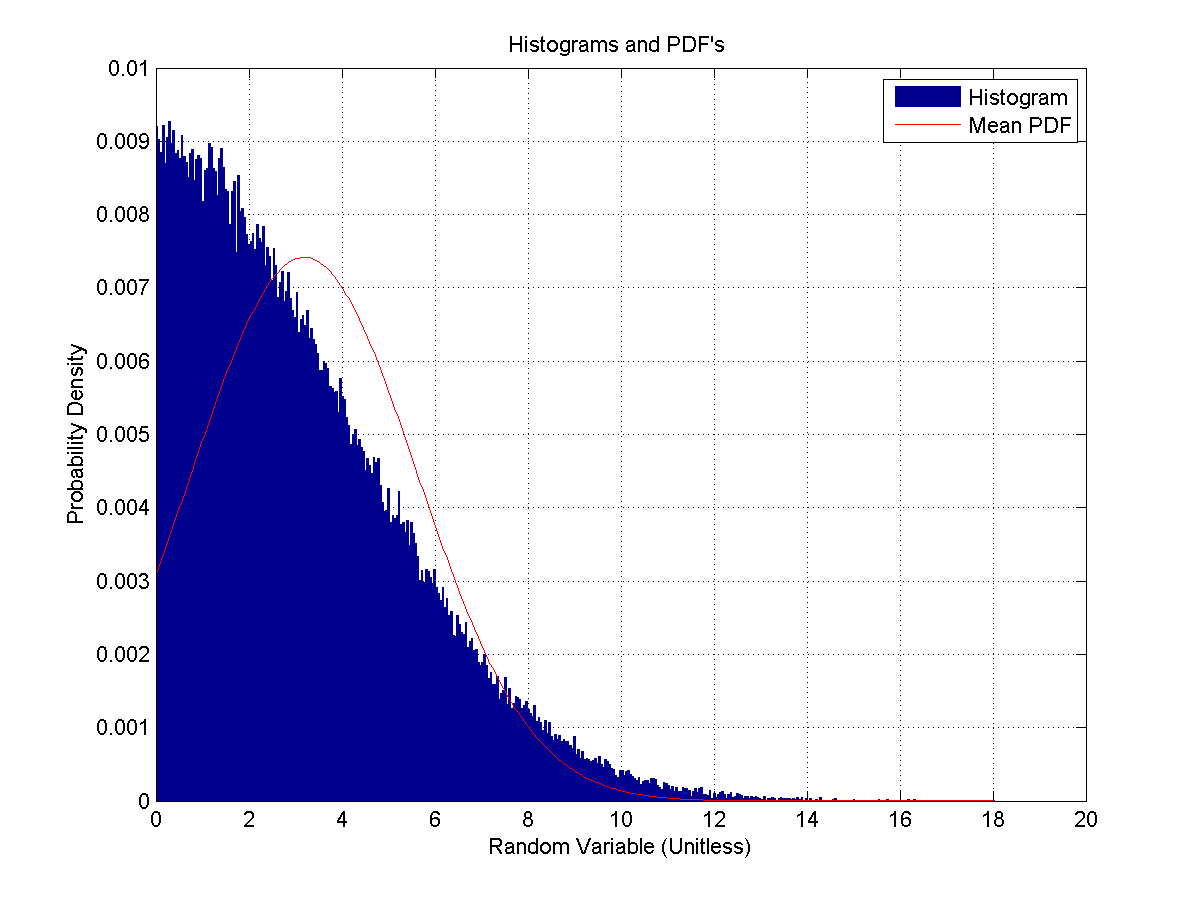 Histograms and PDF's
0.01
0.009
0.008
0.007
0.006
0.005
0.004
0.003
0.002
0.001
0
Probability Density
Histogram
Mean PDF
0 2 4 6 8 10 12 14 16 18 20
Random Variable (Unitless)